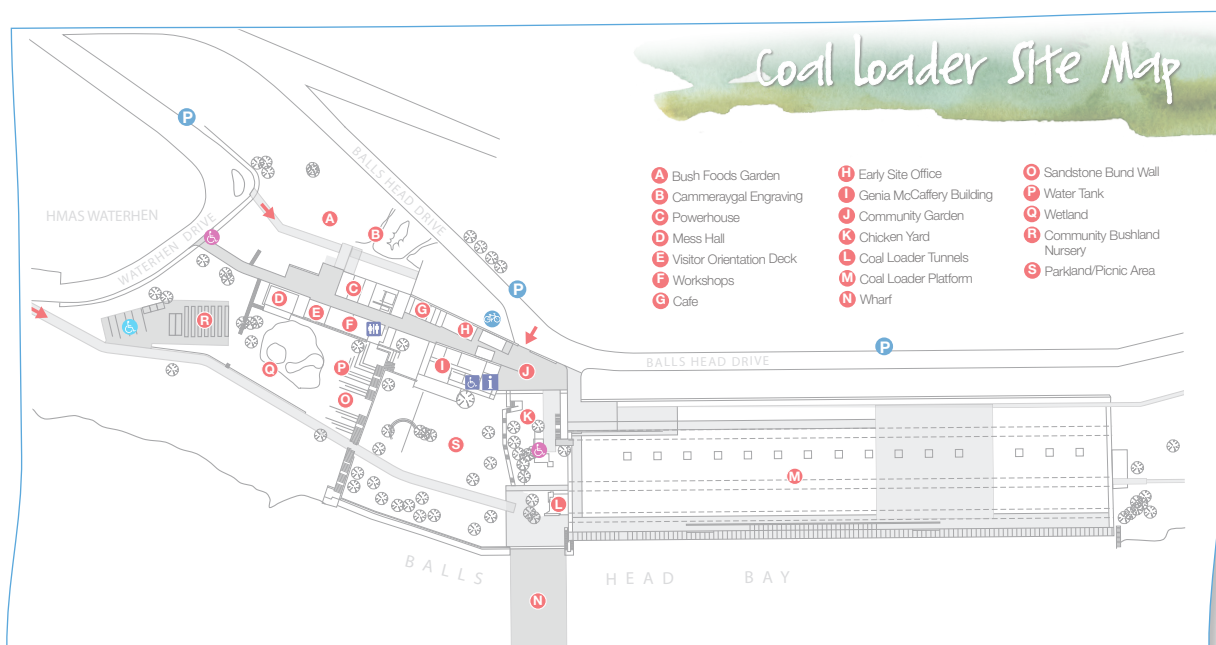 Coal Loader Site Map
A Bush Foods Garden
B Cammeraygal Engraving
C Powerhouse
D Mess Hall
E Visitor Orientation Deck
F Workshops
G Cafe
H Early Site Office
I Genia McCaffery Building
J Community Garden
K Chicken Yard
L Coal Loader Tunnels
M Coal Loader Platform
N Wharf
O Sandstone Bund Wall
P Water Tank
Q Wetland
R Community Bushland
Nursery
S Parkland/Picnic Area
P
BALLS HEAD DRIVE
HMAS WATERHEN
WATERHEN DRIVE
A
B
C
P
D
E
F
G
H
R
Q
P
I
i
J
O
K
S
BALLS HEAD DRIVE
P
M
L
BALLS HEAD BAY
N